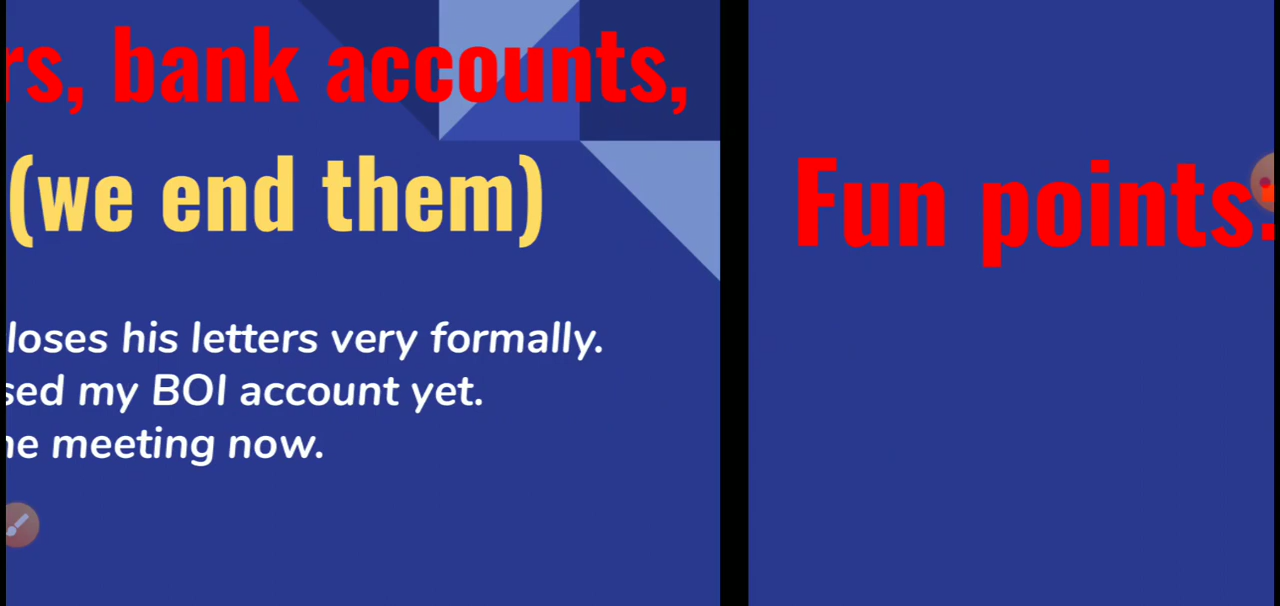 rs, bank accounts,
(we end them)
loses his letters very formally.
sed my BOI account yet.
he meeting now.
Fun points: